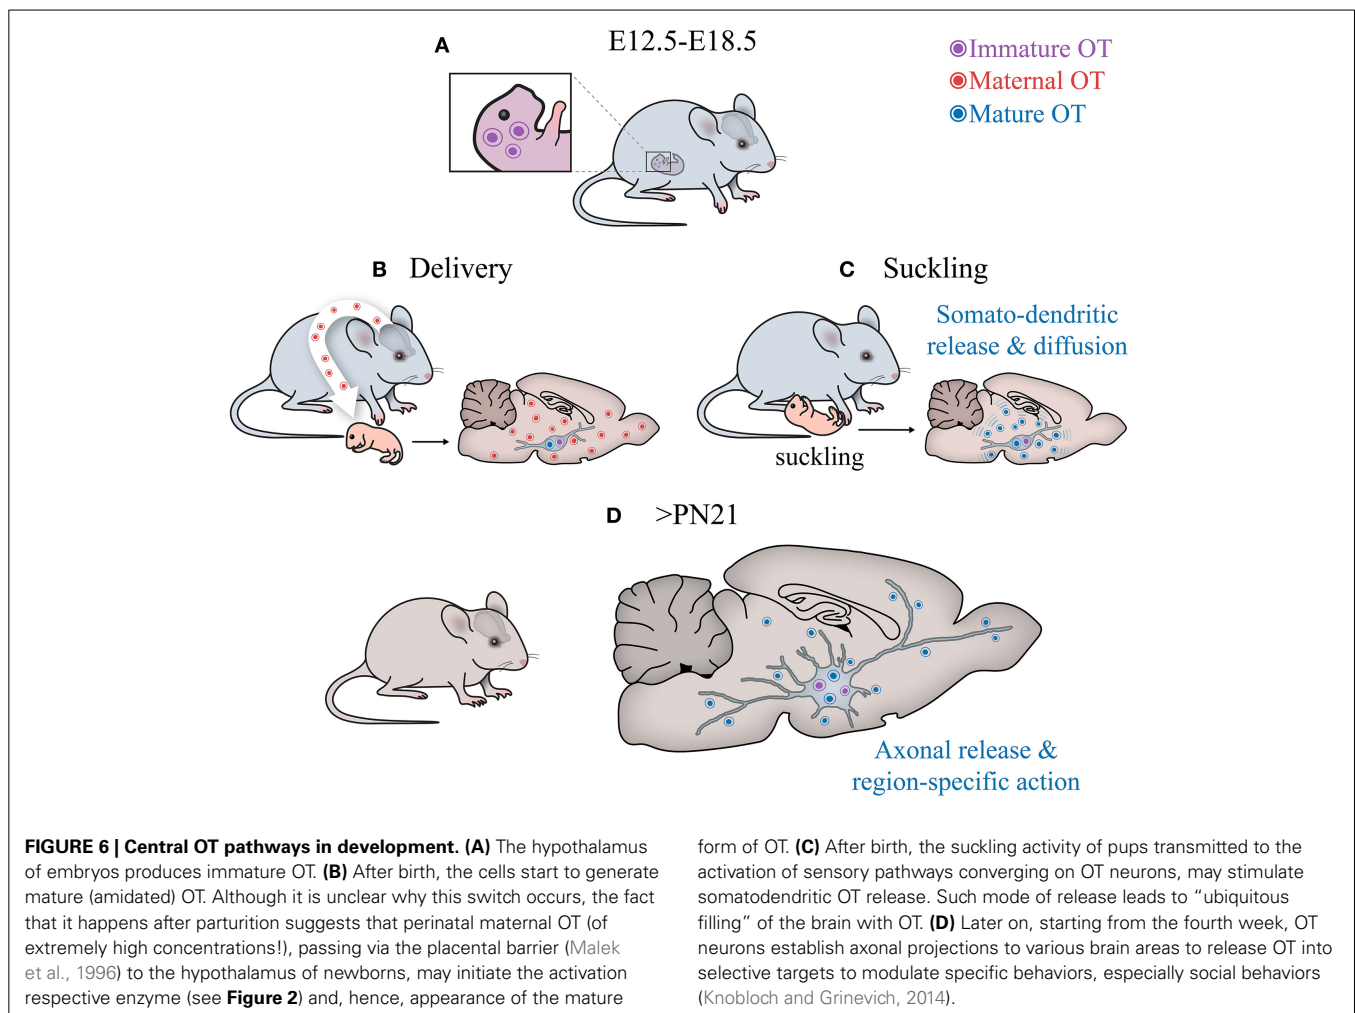 A
E12.5-E18.5
Immature OT
Maternal OT
Mature OT
B Delivery
C Suckling
Somato-dendritic
release & diffusion
suckling
D >PN21
Axonal release &
region-specific action
FIGURE 6 | Central OT pathways in development. (A) The hypothalamus
of embryos produces immature OT. (B) After birth, the cells start to generate
mature (amidated) OT. Although it is unclear why this switch occurs, the fact
that it happens after parturition suggests that perinatal maternal OT (of
extremely high concentrations!), passing via the placental barrier (Malek
et al., 1996) to the hypothalamus of newborns, may initiate the activation
respective enzyme (see Figure 2) and, hence, appearance of the mature
form of OT. (C) After birth, the suckling activity of pups transmitted to the
activation of sensory pathways converging on OT neurons, may stimulate
somatodendritic OT release. Such mode of release leads to “ubiquitous
filling” of the brain with OT. (D) Later on, starting from the fourth week, OT
neurons establish axonal projections to various brain areas to release OT into
selective targets to modulate specific behaviors, especially social behaviors
(Knobloch and Grinevich, 2014).